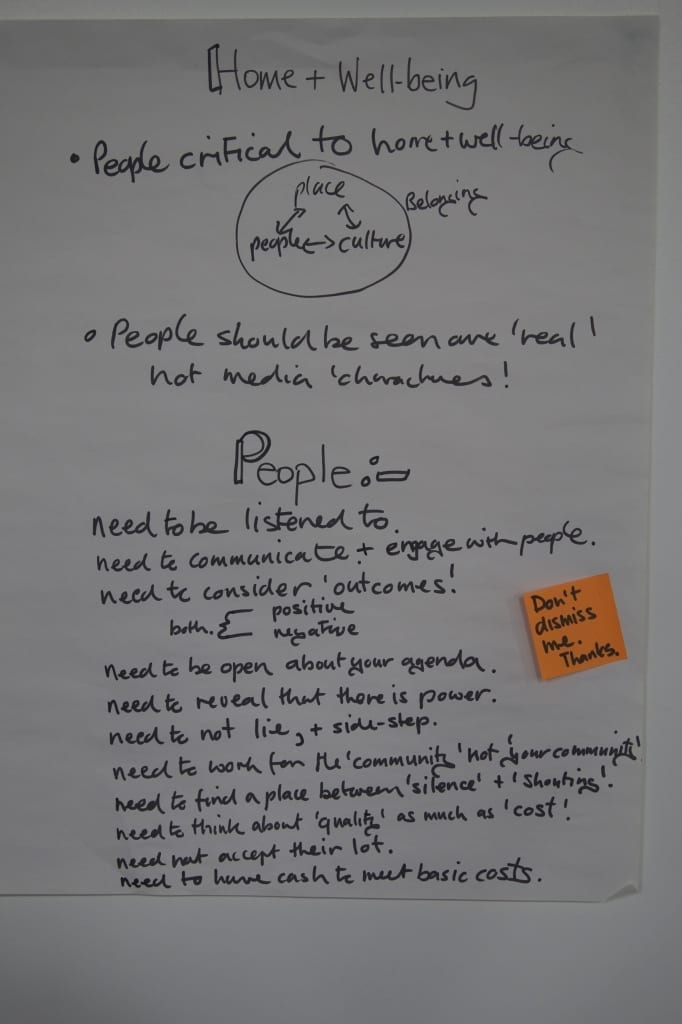 Home + Well-being
• People critical to home + well-being
place
Belonging
people ↔ culture
• People should be seen are 'real'
not media 'charactures!
People:-
need to be listened to.
need to communicate + engage with people.
need to consider 'outcomes'.
both. { positive
negative
need to be open about your agenda.
need to reveal that there is power.
need to not lie, + side-step.
need to work for the 'community' not 'your community'
need to find a place between 'silence' + 'shouting'.
need to think about 'quality' as much as 'cost'.
need not accept their lot.
need to have cash to meet basic costs.
Don't
dismiss
me.
Thanks.